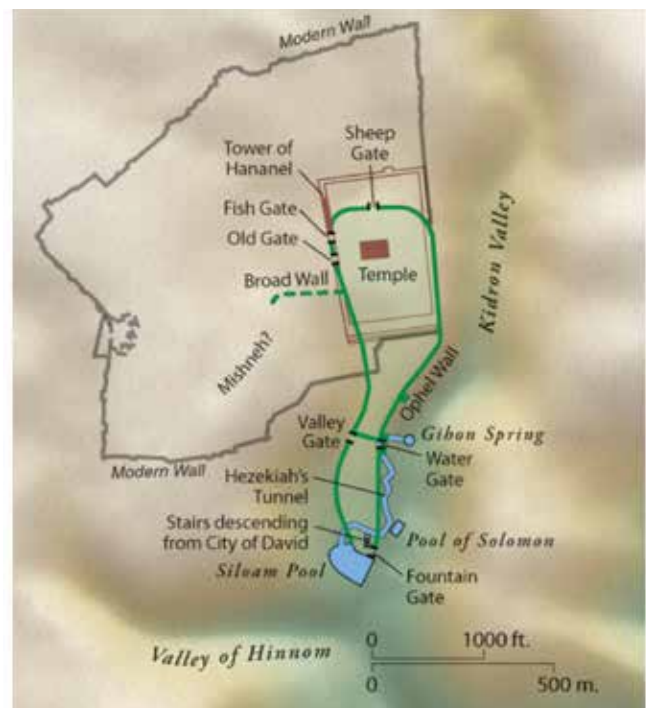 Modern Wall
Sheep
Gate
Tower of
Hananel
Fish Gate
Old Gate
Temple
Broad Wall
Kidron Valley
Mishneh?
Ophel Wall
Valley
Gate
Gihon Spring
Modern Wall
Water
Gate
Hezekiah's
Tunnel
Stairs descending
from City of David
Pool of Solomon
Siloam Pool
Fountain
Gate
Valley of Hinnom
0 1000 ft.
0 500 m.